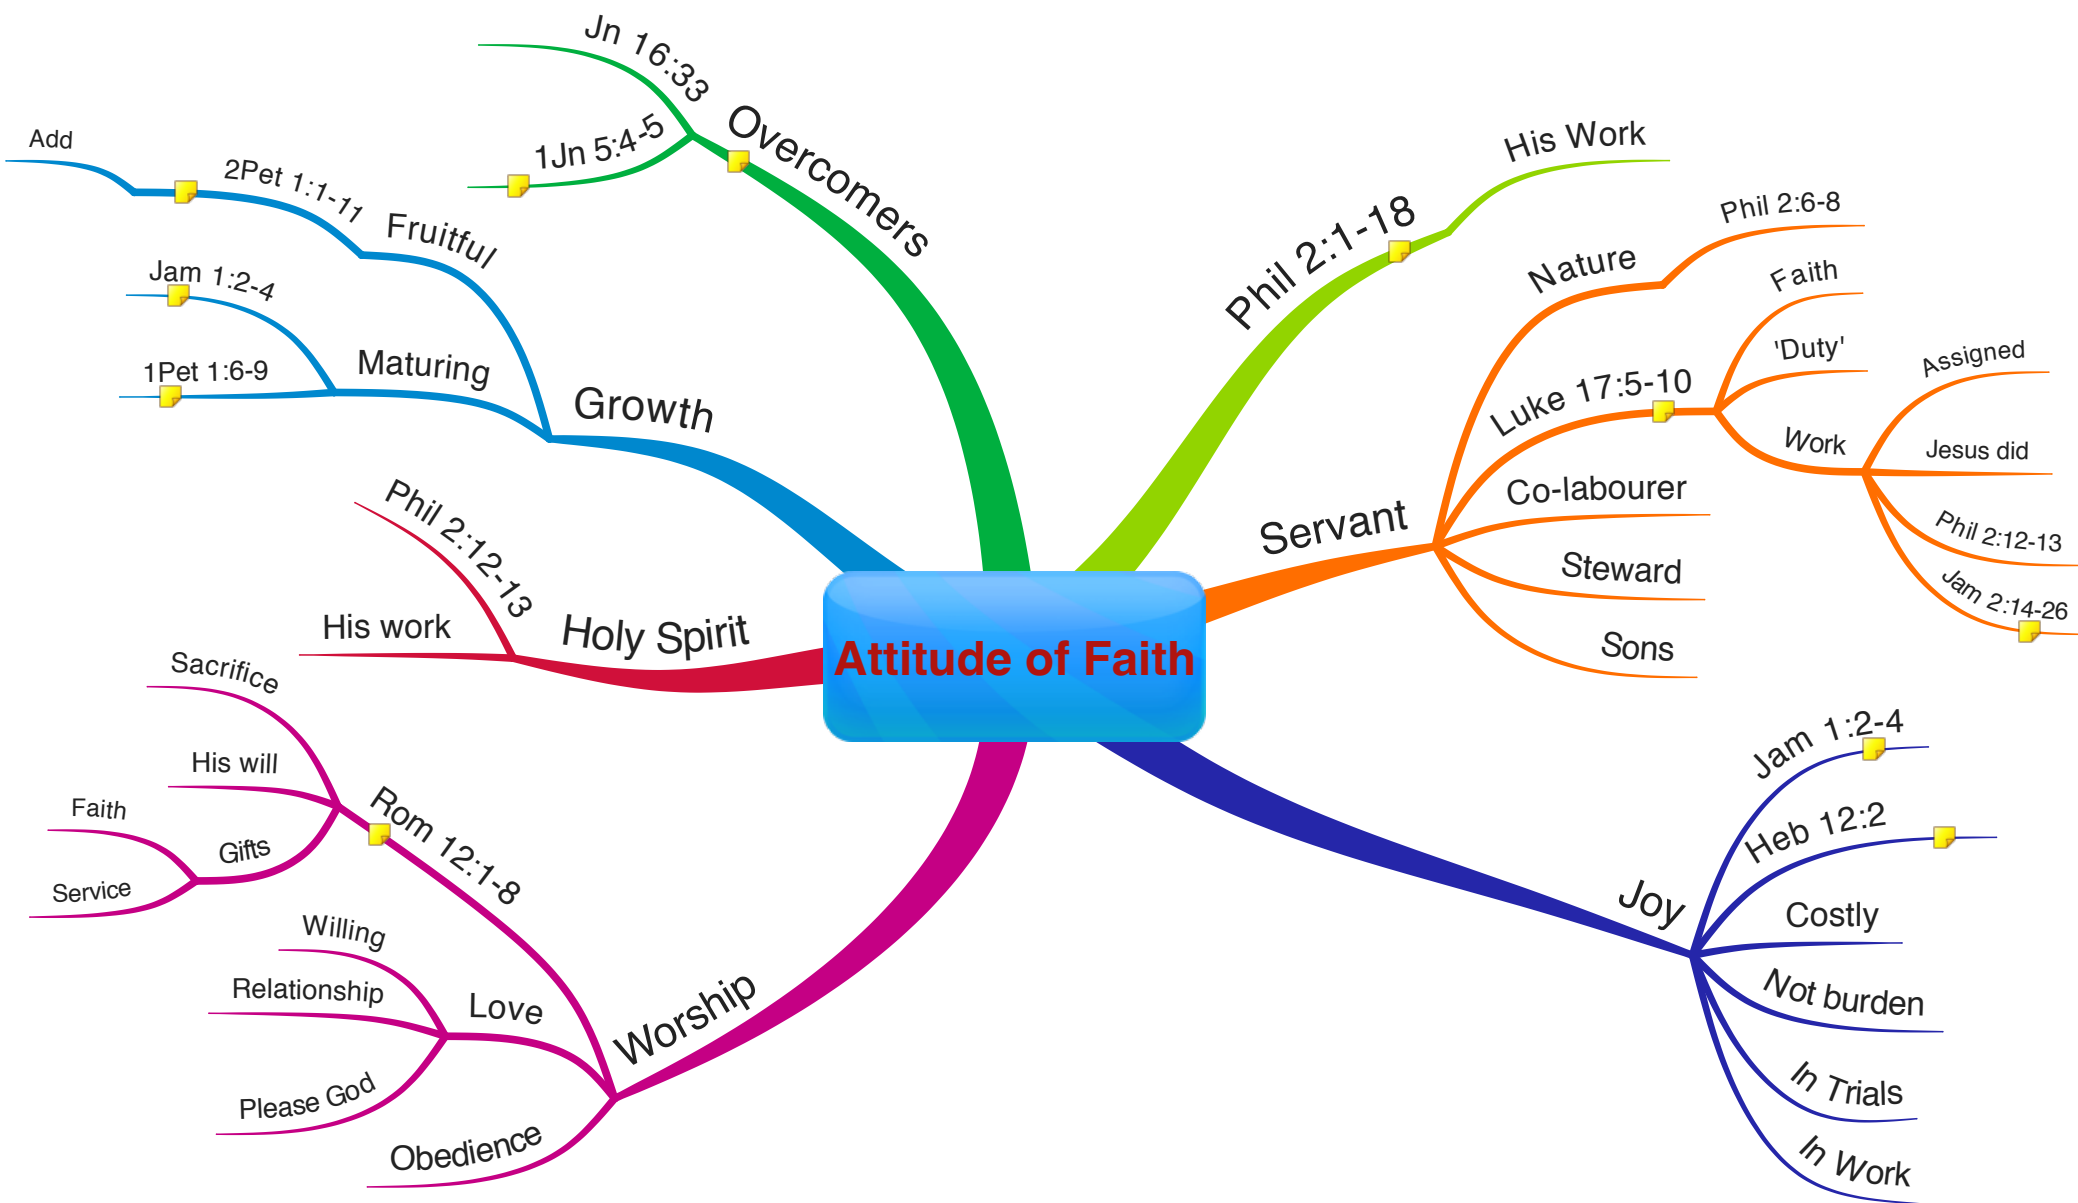 Attitude of Faith
Phil 2:1-18
His Work
Servant
Nature
Phil 2:6-8
Luke 17:5-10
Faith
'Duty'
Work
Assigned
Jesus did
Phil 2:12-13
Jam 2:14-26
Co-labourer
Steward
Sons
Joy
Jam 1:2-4
Heb 12:2
Costly
Not burden
In Trials
In Work
Worship
Rom 12:1-8
Sacrifice
His will
Gifts
Faith
Service
Love
Willing
Relationship
Please God
Obedience
Holy Spirit
Phil 2:12-13
His work
Growth
Fruitful
2Pet 1:1-11
Add
Maturing
Jam 1:2-4
1Pet 1:6-9
Overcomers
Jn 16:33
1Jn 5:4-5